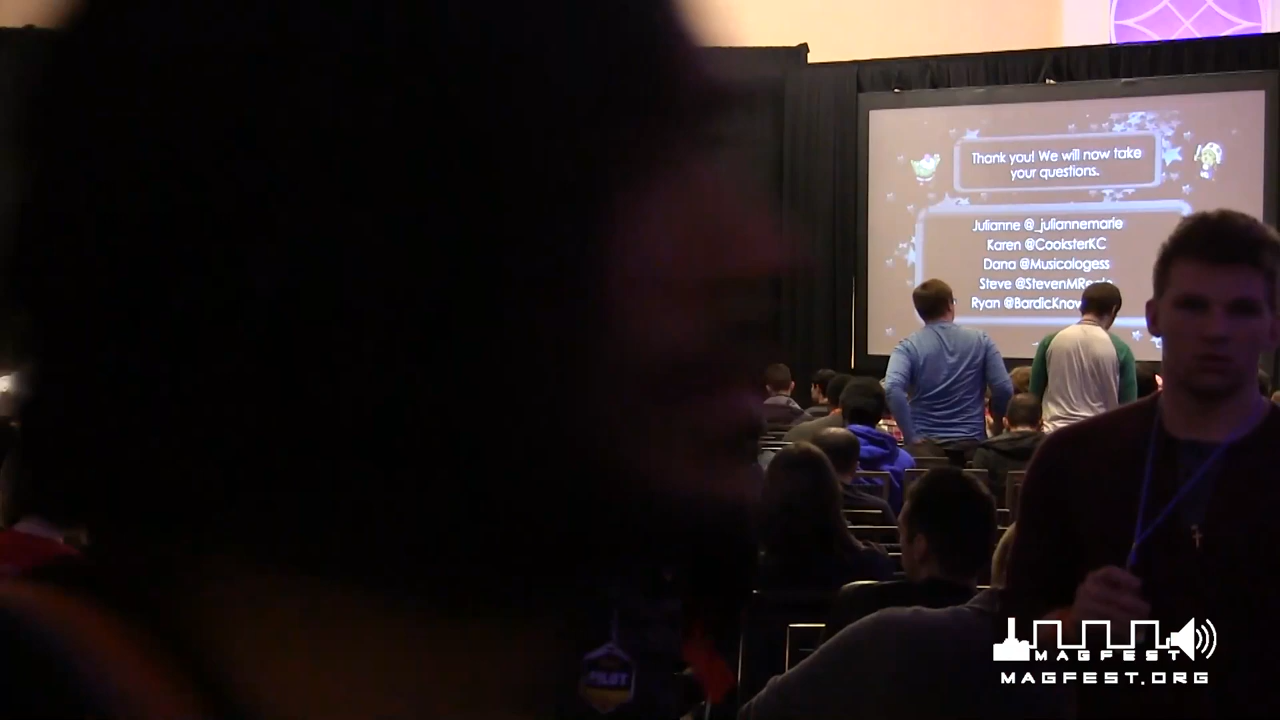 Thank you! We will now take
your questions.
Julianne @_juliannemarie
Karen @CooksterKC
Dana @Musicologess
Steve
Ryan
PILOT
MAGFEST
MAGFEST.ORG